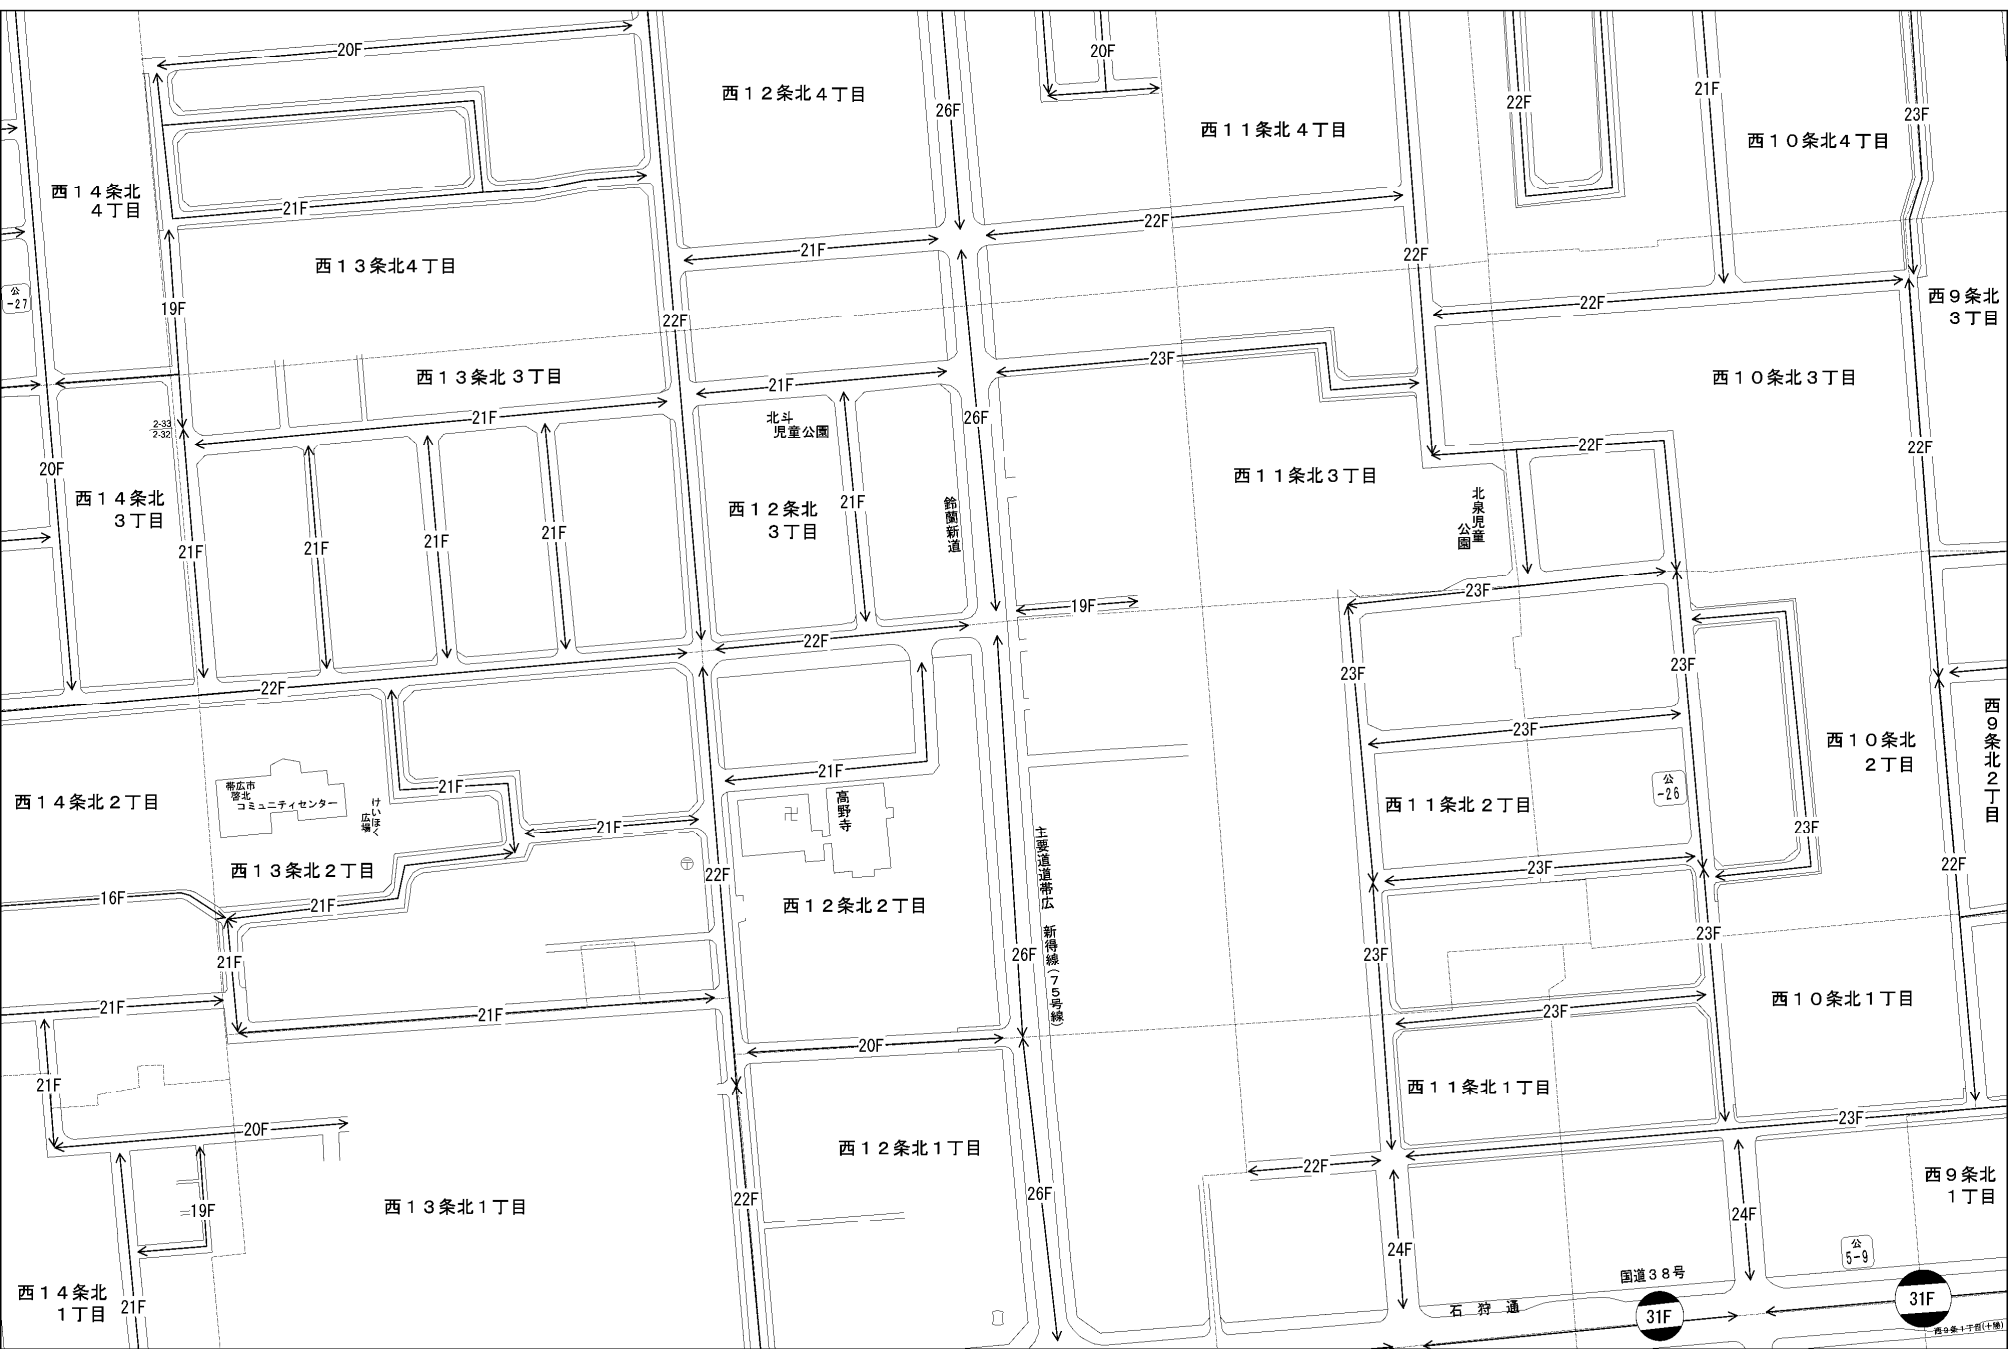 20F
20F
西12条北4丁目
26F
22F
21F
23F
西11条北4丁目
西10条北4丁目
西14条北
4丁目
21F
22F
21F
22F
西13条北4丁目
公
-27
19F
22F
22F
西9条北
3丁目
23F
西13条北3丁目
21F
西10条北3丁目
21F
北斗
児童公園
26F
2-33
2-32
22F
22F
20F
西14条北
3丁目
西11条北3丁目
西12条北
3丁目
21F
鈴蘭新道
北泉児童
公園
21F
21F
21F
21F
23F
19F
22F
22F
23F
23F
西9条北2丁目
23F
西10条北
2丁目
21F
21F
帯広市
啓北
コミュニティセンター
けいほく
広場
西14条北2丁目
高野寺
公
-26
西11条北2丁目
21F
23F
主要道道帯広 新得線(75号線)
西13条北2丁目
22F
23F
22F
16F
21F
西12条北2丁目
23F
21F
26F
23F
21F
21F
西10条北1丁目
23F
20F
21F
西11条北1丁目
20F
23F
西12条北1丁目
22F
西9条北
1丁目
19F
西13条北1丁目
22F
26F
24F
24F
公
5-9
国道38号
西14条北
1丁目
21F
石狩通
31F
31F
西9条1丁目(十勝)